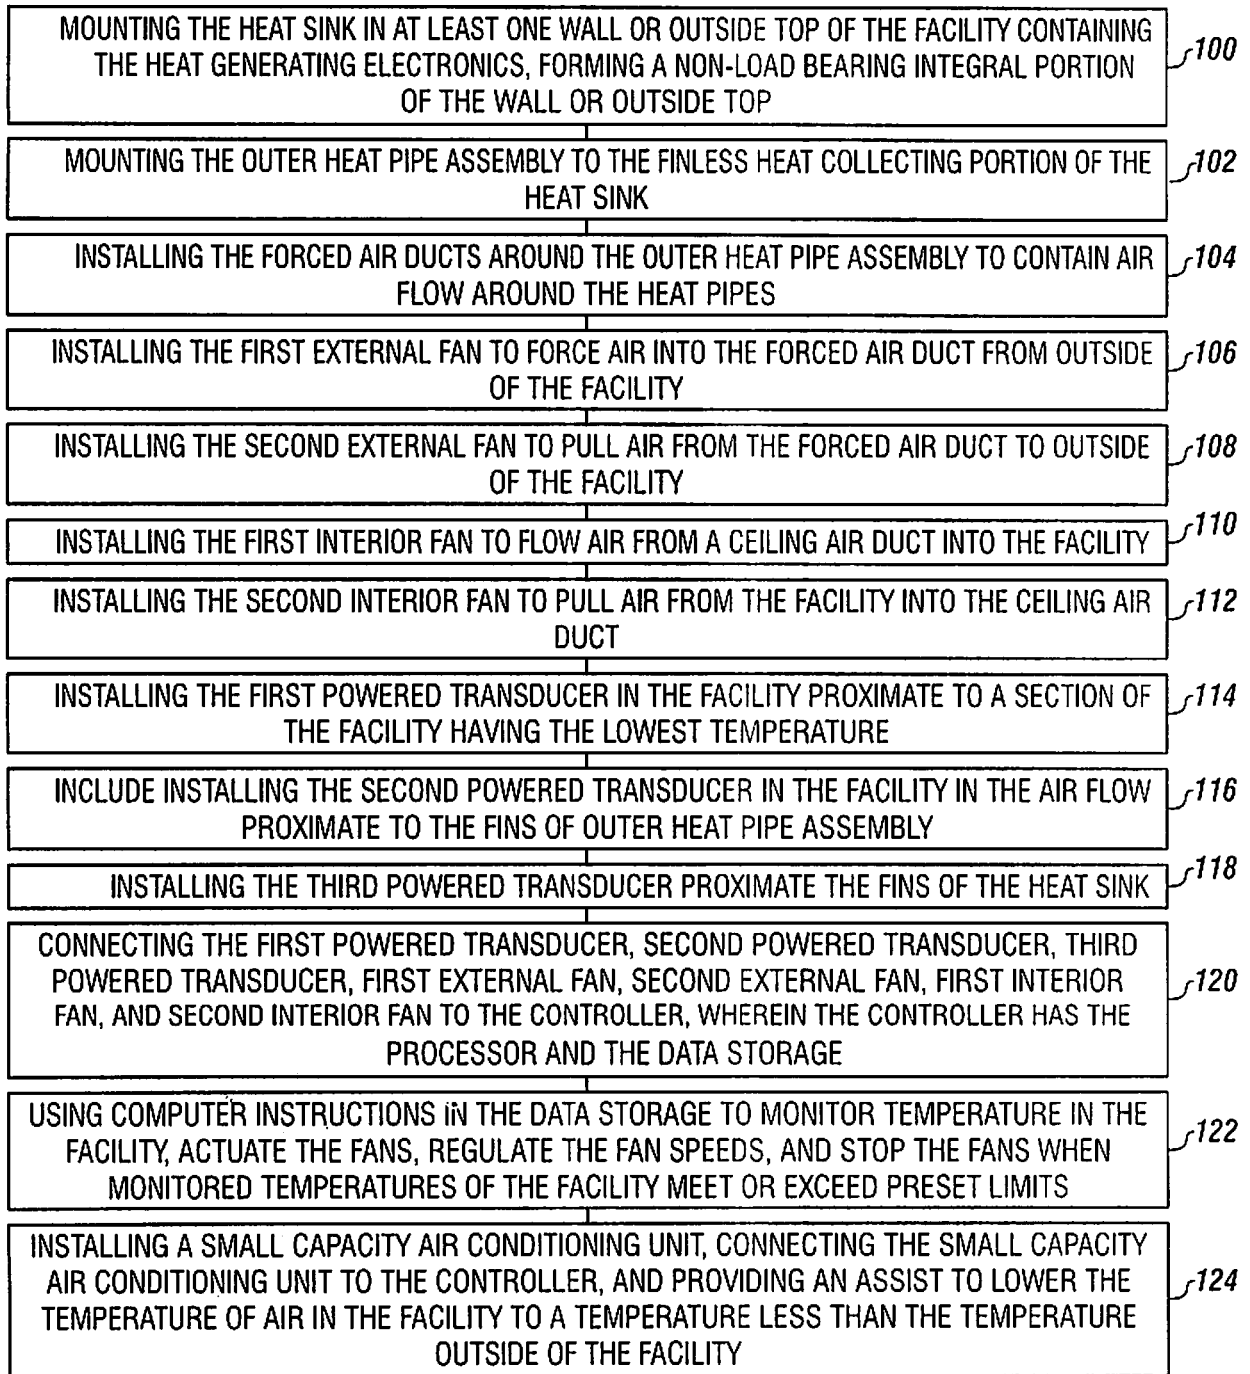 MOUNTING THE HEAT SINK IN AT LEAST ONE WALL OR OUTSIDE TOP OF THE FACILITY CONTAINING
THE HEAT GENERATING ELECTRONICS, FORMING A NON-LOAD BEARING INTEGRAL PORTION
OF THE WALL OR OUTSIDE TOP
100
MOUNTING THE OUTER HEAT PIPE ASSEMBLY TO THE FINLESS HEAT COLLECTING PORTION OF THE
HEAT SINK
102
INSTALLING THE FORCED AIR DUCTS AROUND THE OUTER HEAT PIPE ASSEMBLY TO CONTAIN AIR
FLOW AROUND THE HEAT PIPES
104
INSTALLING THE FIRST EXTERNAL FAN TO FORCE AIR INTO THE FORCED AIR DUCT FROM OUTSIDE
OF THE FACILITY
106
INSTALLING THE SECOND EXTERNAL FAN TO PULL AIR FROM THE FORCED AIR DUCT TO OUTSIDE
OF THE FACILITY
108
INSTALLING THE FIRST INTERIOR FAN TO FLOW AIR FROM A CEILING AIR DUCT INTO THE FACILITY
110
INSTALLING THE SECOND INTERIOR FAN TO PULL AIR FROM THE FACILITY INTO THE CEILING AIR
DUCT
112
INSTALLING THE FIRST POWERED TRANSDUCER IN THE FACILITY PROXIMATE TO A SECTION OF
THE FACILITY HAVING THE LOWEST TEMPERATURE
114
INCLUDE INSTALLING THE SECOND POWERED TRANSDUCER IN THE FACILITY IN THE AIR FLOW
PROXIMATE TO THE FINS OF OUTER HEAT PIPE ASSEMBLY
116
INSTALLING THE THIRD POWERED TRANSDUCER PROXIMATE THE FINS OF THE HEAT SINK
118
CONNECTING THE FIRST POWERED TRANSDUCER, SECOND POWERED TRANSDUCER, THIRD
POWERED TRANSDUCER, FIRST EXTERNAL FAN, SECOND EXTERNAL FAN, FIRST INTERIOR
FAN, AND SECOND INTERIOR FAN TO THE CONTROLLER, WHEREIN THE CONTROLLER HAS THE
PROCESSOR AND THE DATA STORAGE
120
USING COMPUTER INSTRUCTIONS IN THE DATA STORAGE TO MONITOR TEMPERATURE IN THE
FACILITY, ACTUATE THE FANS, REGULATE THE FAN SPEEDS, AND STOP THE FANS WHEN
MONITORED TEMPERATURES OF THE FACILITY MEET OR EXCEED PRESET LIMITS
122
INSTALLING A SMALL CAPACITY AIR CONDITIONING UNIT, CONNECTING THE SMALL CAPACITY
AIR CONDITIONING UNIT TO THE CONTROLLER, AND PROVIDING AN ASSIST TO LOWER THE
TEMPERATURE OF AIR IN THE FACILITY TO A TEMPERATURE LESS THAN THE TEMPERATURE
OUTSIDE OF THE FACILITY
124